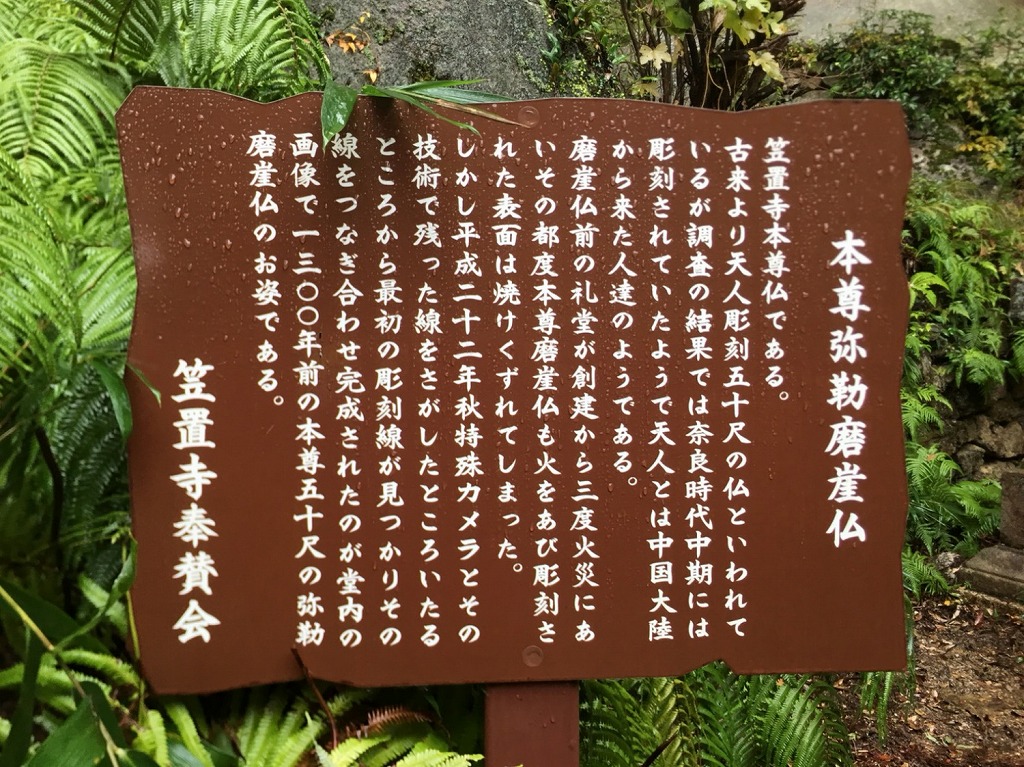 本尊弥勒磨崖仏
笠置寺本尊仏である。
古来より天人彫刻五十尺の仏といわれて
いるが調査の結果では奈良時代中期には
彫刻されていたようで天人とは中国大陸
から来た人達のようである。
磨崖仏前の礼堂が創建から三度火災にあ
いその都度本尊磨崖仏も火をあび彫刻さ
れた表面は焼けくずれてしまった。
しかし平成二十二年秋特殊カメラとその
技術で残った線をさがしたところいたる
ところから最初の彫刻線が見つかりその
線をつなぎ合わせ完成されたのが堂内の
画像で一三〇〇年前の本尊五十尺の弥勒
磨崖仏のお姿である。
笠置寺奉賛会